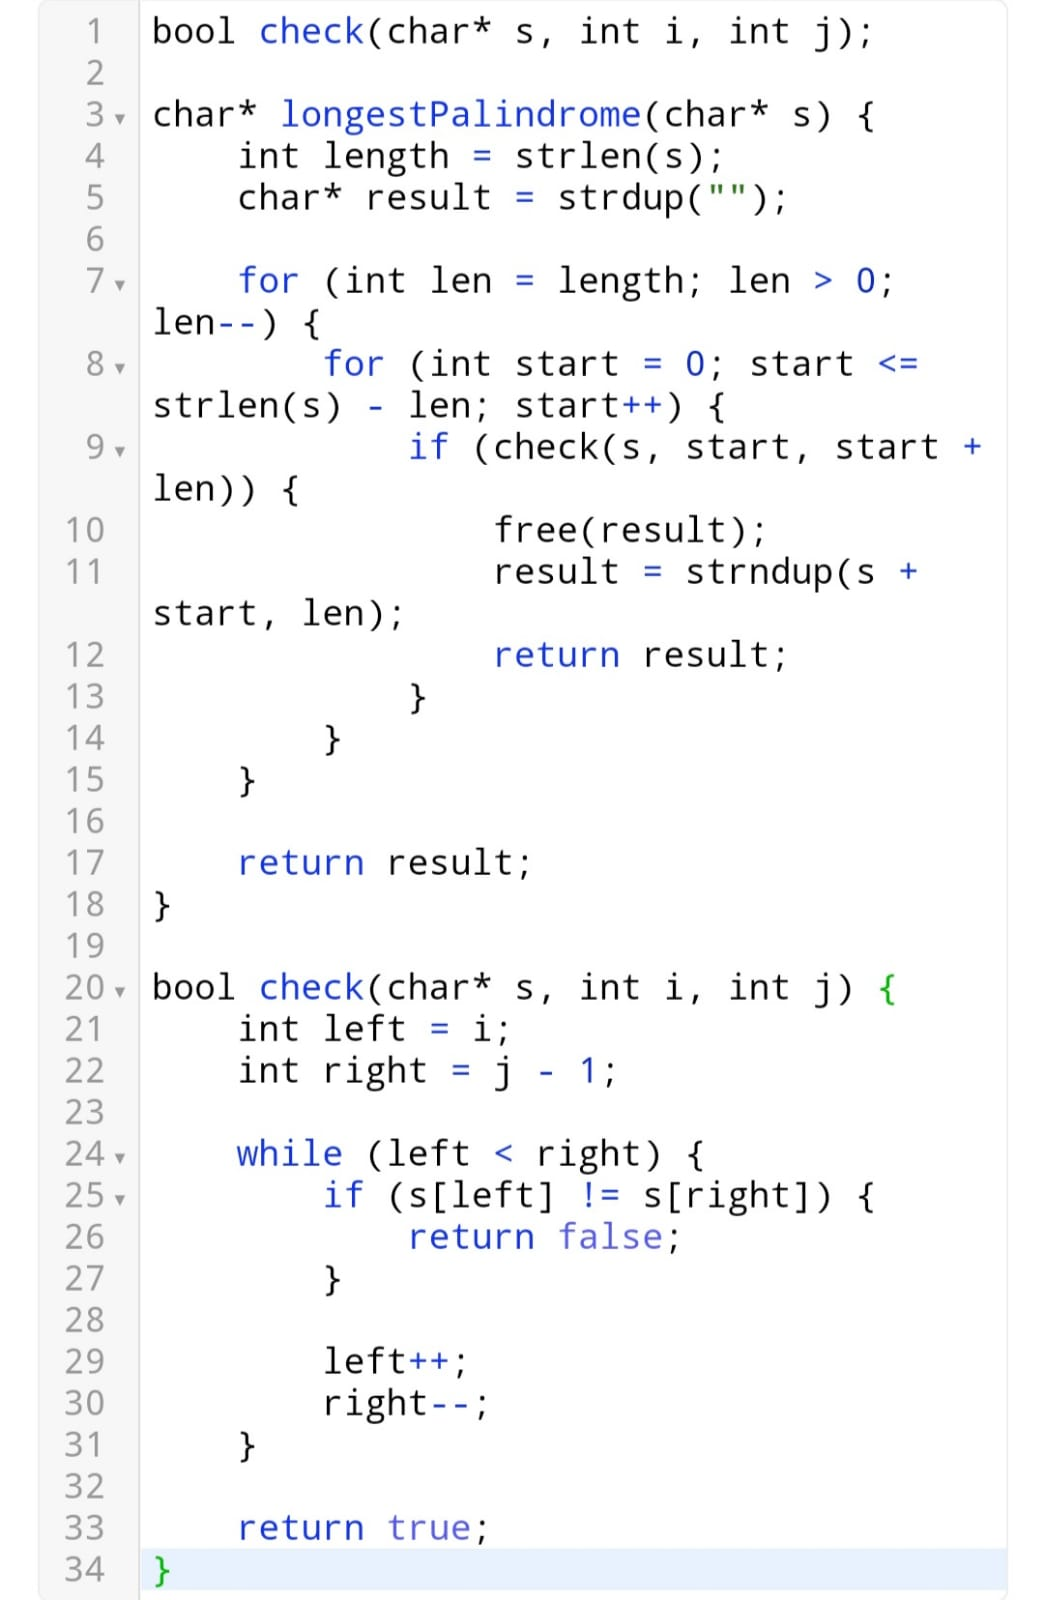 1 bool check(char* s, int i, int j);
2
3 char* longestPalindrome(char* s) {
4     int length = strlen(s);
5     char* result = strdup("");
6
7     for (int len = length; len > 0;
len--) {
8         for (int start = 0; start <=
strlen(s) - len; start++) {
9             if (check(s, start, start +
len)) {
10                 free(result);
11                 result = strndup(s +
start, len);
12                 return result;
13             }
14         }
15     }
16
17     return result;
18 }
19
20 bool check(char* s, int i, int j) {
21     int left = i;
22     int right = j - 1;
23
24     while (left < right) {
25         if (s[left] != s[right]) {
26             return false;
27         }
28
29         left++;
30         right--;
31     }
32
33     return true;
34 }